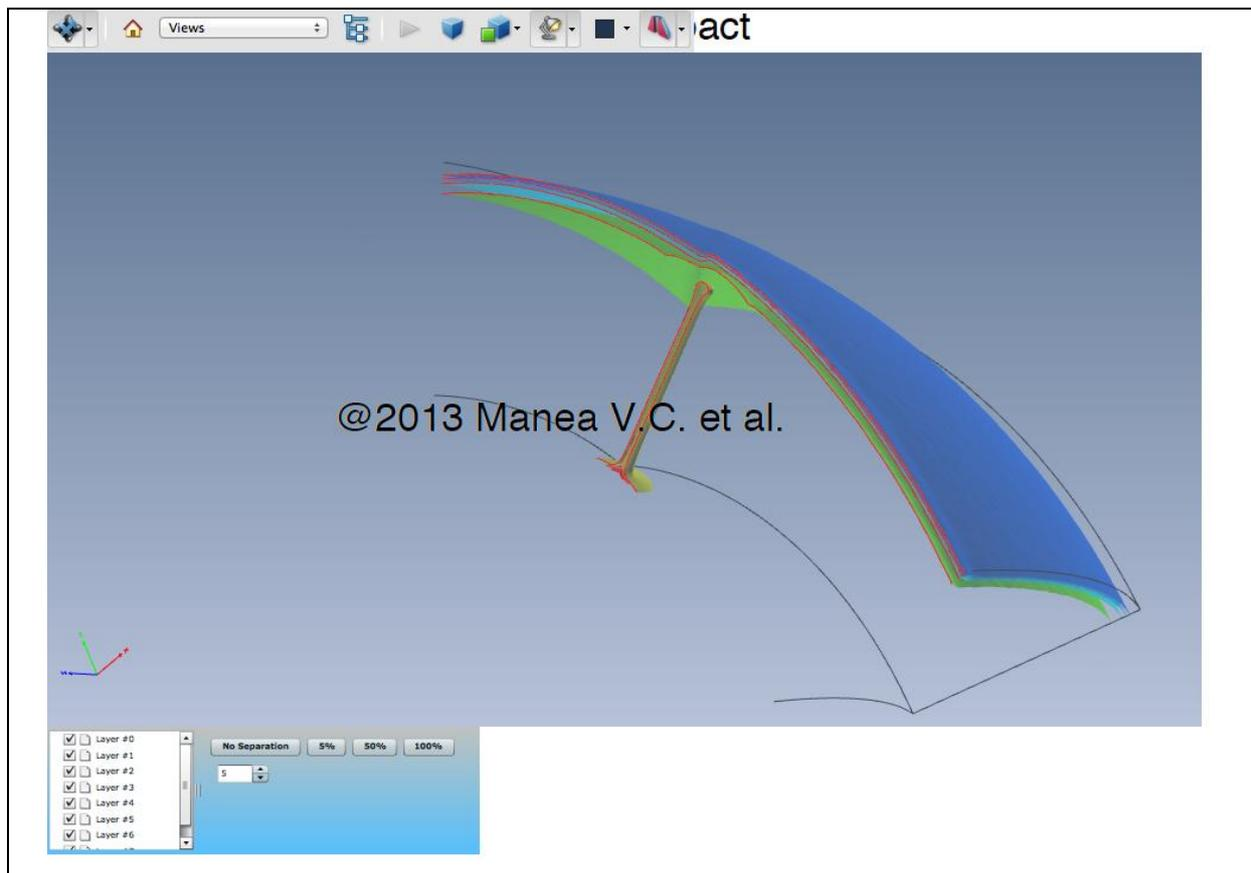 Views
pact
@2013 Manea V.C. et al.
Layer #0
Layer #1
Layer #2
Layer #3
Layer #4
Layer #5
Layer #6
No Separation
5%
50%
100%
5